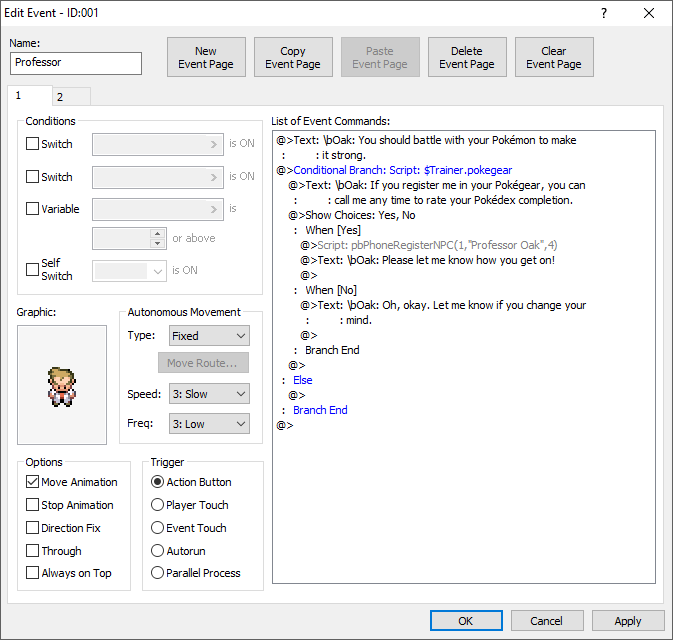 Edit Event - ID:001
?
Name:
Professor
New
Event Page
Copy
Event Page
Paste
Event Page
Delete
Event Page
Clear
Event Page
1
2
Conditions
Switch
is ON
Switch
is ON
Variable
is
or above
Self
Switch
is ON
Graphic:
Autonomous Movement
Type:
Fixed
Move Route...
Speed:
3: Slow
Freq:
3: Low
Options
Move Animation
Stop Animation
Direction Fix
Through
Always on Top
Trigger
Action Button
Player Touch
Event Touch
Autorun
Parallel Process
List of Event Commands:
@>Text: \bOak: You should battle with your Pokémon to make
: : it strong.
@>Conditional Branch: Script: $Trainer.pokegear
@>Text: \bOak: If you register me in your Pokégear, you can
: : call me any time to rate your Pokédex completion.
@>Show Choices: Yes, No
: When [Yes]
@>Script: pbPhoneRegisterNPC(1,"Professor Oak",4)
@>Text: \bOak: Please let me know how you get on!
@>
: When [No]
@>Text: \bOak: Oh, okay. Let me know if you change your
: : mind.
@>
: Branch End
@>
: Else
@>
: Branch End
@>
OK
Cancel
Apply